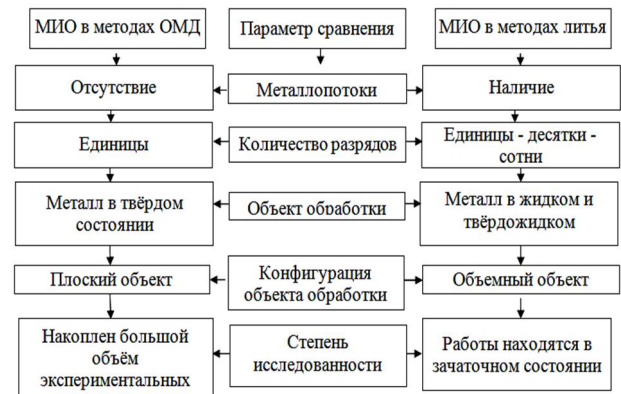 МИО в методах ОМД
Параметр сравнения
МИО в методах литья
Отсутствие
Металлопотоки
Наличие
Единицы
Количество разрядов
Единицы - десятки -
сотни
Металл в твёрдом
состоянии
Объект обработки
Металл в жидком и
твёрдожидком
Плоский объект
Конфигурация
объекта обработки
Объемный объект
Накоплен большой
объём
экспериментальных
Степень
исследованности
Работы находятся в
зачаточном состоянии